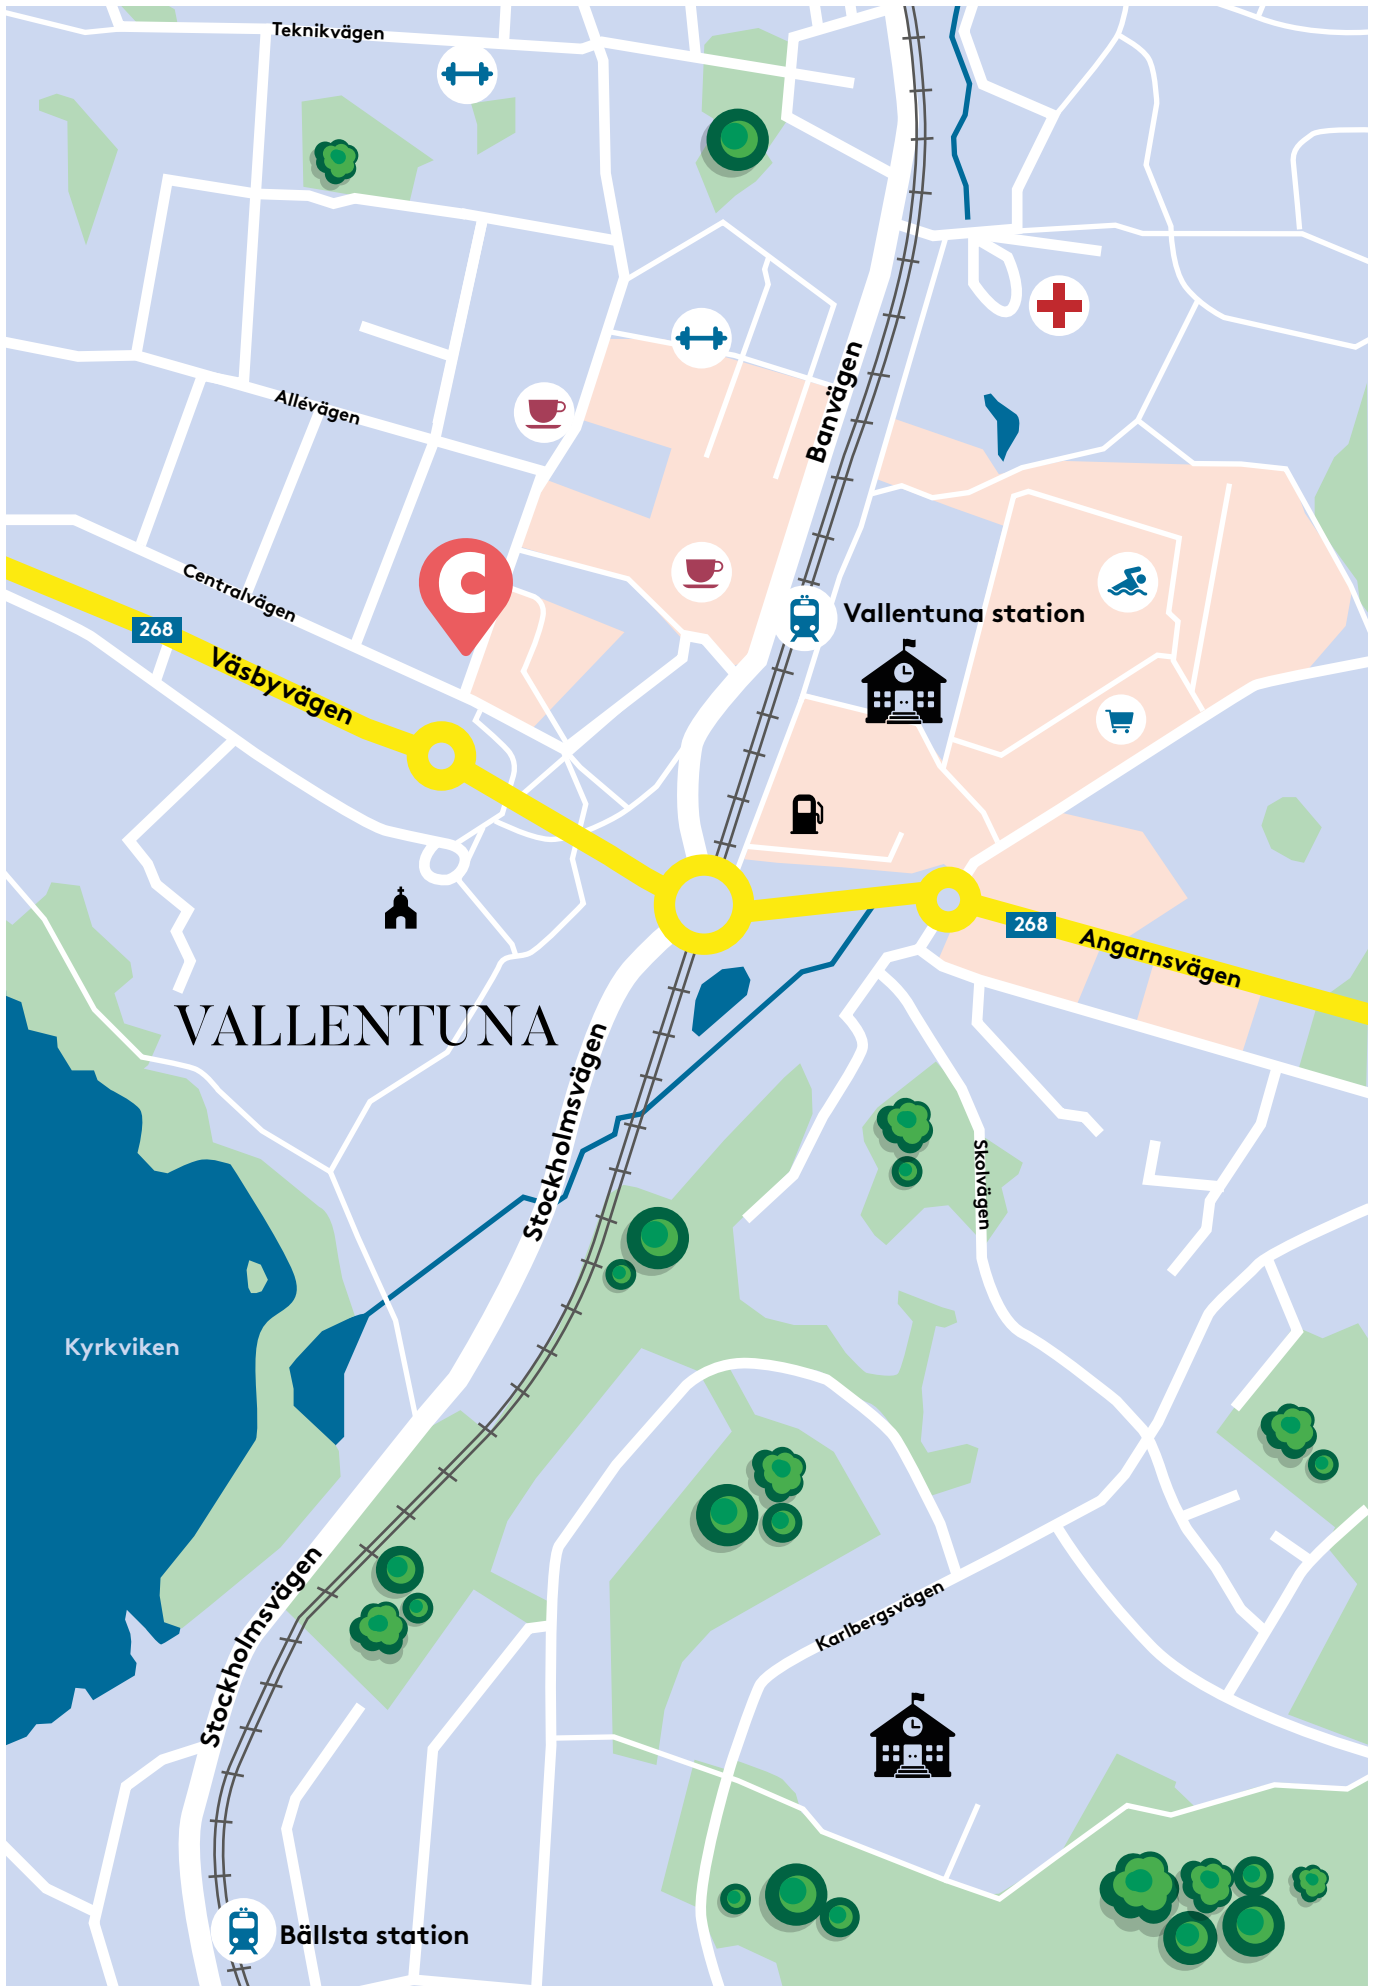 Teknikvägen
Banvägen
Allévägen
C
Centralvägen
Vallentuna station
268
Väsbyvägen
268
Angarnsvägen
VALLENTUNA
Stockholmsvägen
Skolvägen
Kyrkviken
Stockholmsvägen
Karlbergsvägen
Bällsta station